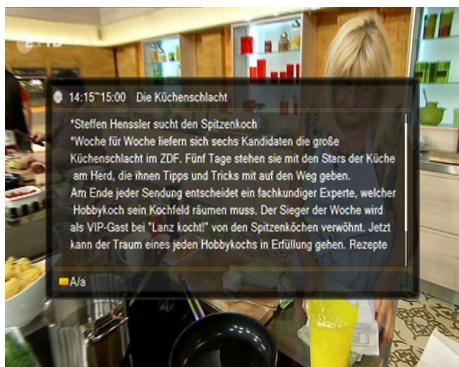 14:15~15:00 Die Küchenschlacht
*Steffen Henssler sucht den Spitzenkoch
*Woche für Woche liefern sich sechs Kandidaten die große
Küchenschlacht im ZDF. Fünf Tage stehen sie mit den Stars der Küche
am Herd, die ihnen Tipps und Tricks mit auf den Weg geben.
Am Ende jeder Sendung entscheidet ein fachkundiger Experte, welcher
Hobbykoch sein Kochfeld räumen muss. Der Sieger der Woche wird
als VIP-Gast bei "Lanz kocht!" von den Spitzenköchen verwöhnt. Jetzt
kann der Traum eines jeden Hobbykochs in Erfüllung gehen. Rezepte
A/a